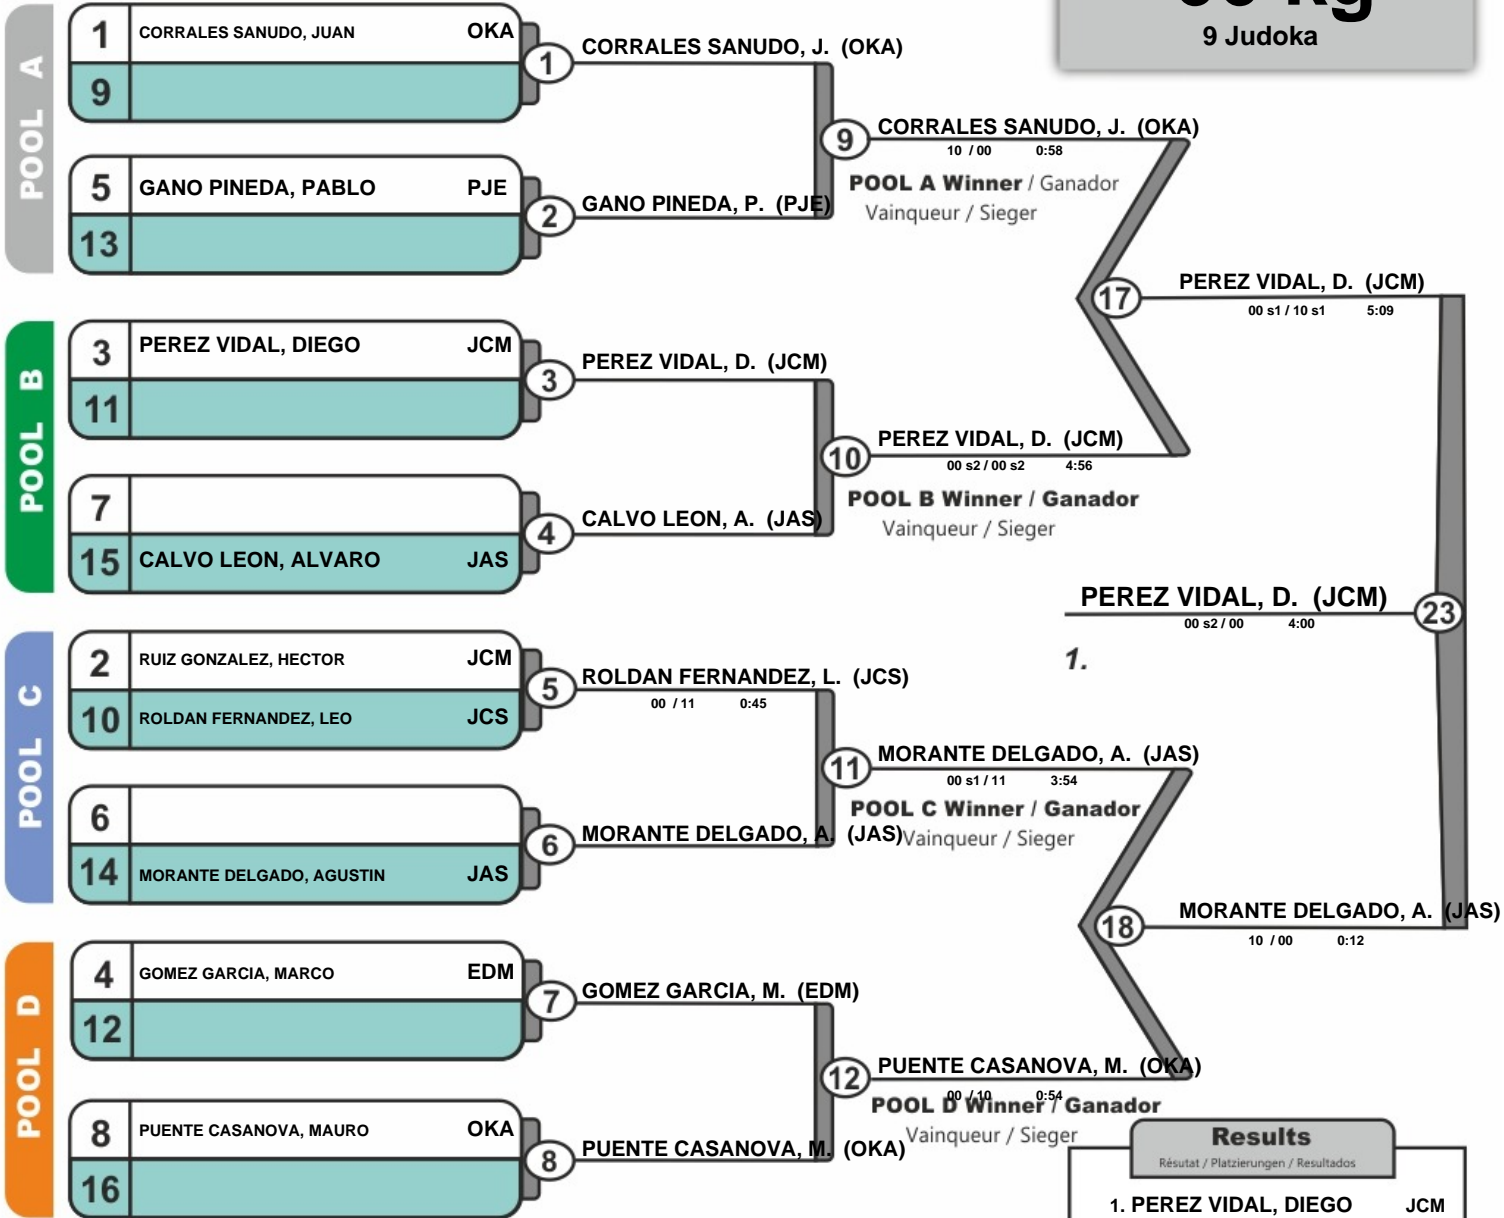 kg
9 Judoka
POOL A
1 CORRALES SANUDO, JUAN OKA
9
1
CORRALES SANUDO, J. (OKA)
5 GANO PINEDA, PABLO PJE
13
2
GANO PINEDA, P. (PJE)
9
CORRALES SANUDO, J. (OKA)
10 / 00 0:58
POOL A Winner / Ganador
Vainqueur / Sieger
POOL B
3 PEREZ VIDAL, DIEGO JCM
11
3
PEREZ VIDAL, D. (JCM)
7
15 CALVO LEON, ALVARO JAS
4
CALVO LEON, A. (JAS)
10
PEREZ VIDAL, D. (JCM)
00 s2 / 00 s2 4:56
POOL B Winner / Ganador
Vainqueur / Sieger
17
PEREZ VIDAL, D. (JCM)
00 s1 / 10 s1 5:09
PEREZ VIDAL, D. (JCM)
00 s2 / 00 4:00
23
1.
POOL C
2 RUIZ GONZALEZ, HECTOR JCM
10 ROLDAN FERNANDEZ, LEO JCS
5
ROLDAN FERNANDEZ, L. (JCS)
00 / 11 0:45
6
14 MORANTE DELGADO, AGUSTIN JAS
6
MORANTE DELGADO, A. (JAS)
11
MORANTE DELGADO, A. (JAS)
00 s1 / 11 3:54
POOL C Winner / Ganador
Vainqueur / Sieger
POOL D
4 GOMEZ GARCIA, MARCO EDM
12
7
GOMEZ GARCIA, M. (EDM)
8 PUENTE CASANOVA, MAURO OKA
16
8
PUENTE CASANOVA, M. (OKA)
12
PUENTE CASANOVA, M. (OKA)
00 / 10 0:54
POOL D Winner / Ganador
Vainqueur / Sieger
18
MORANTE DELGADO, A. (JAS)
10 / 00 0:12
Results
Résutat / Platzierungen / Resultados
1. PEREZ VIDAL, DIEGO JCM